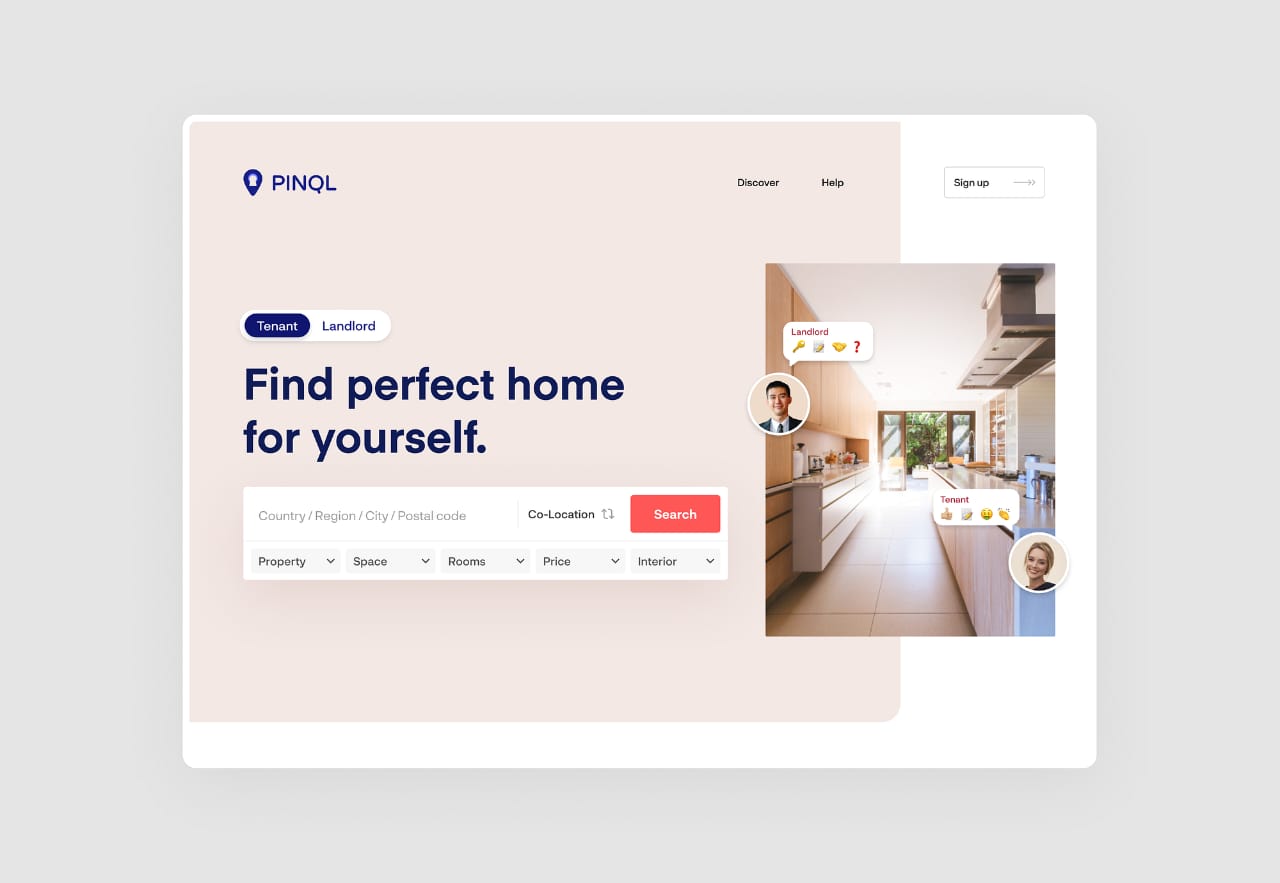 PINQL
Discover
Help
Sign up
Tenant
Landlord
Find perfect home
for yourself.
Country / Region / City / Postal code
Co-Location
Search
Property
Space
Rooms
Price
Interior
Landlord
🔑 📝 🤝 ❓
Tenant
👍🏼 📝 😝 👏